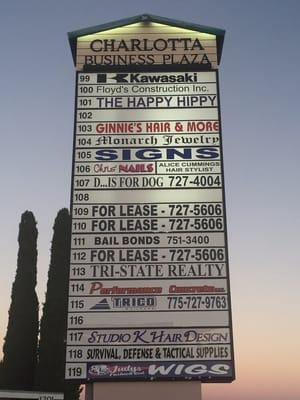 CHARLOTTA
BUSINESS PLAZA
99 Kawasaki
100 Floyd's Construction Inc.
101 THE HAPPY HIPPY
102
103 GINNIE'S HAIR & MORE
104 Monarch Jewelry
105 SIGNS
106 Chris' NAILS ALICE CUMMINGS
HAIR STYLIST
107 D...IS FOR DOG 727-4004
108
109 FOR LEASE - 727-5606
110 FOR LEASE - 727-5606
111 BAIL BONDS 751-3400
112 FOR LEASE - 727-5606
113 TRI-STATE REALTY
114 Performance Concrete
115 TRICO 775-727-9763
116
117 STUDIO K HAIR DESIGN
118 SURVIVAL, DEFENSE & TACTICAL SUPPLIES
119 Judys WIGS